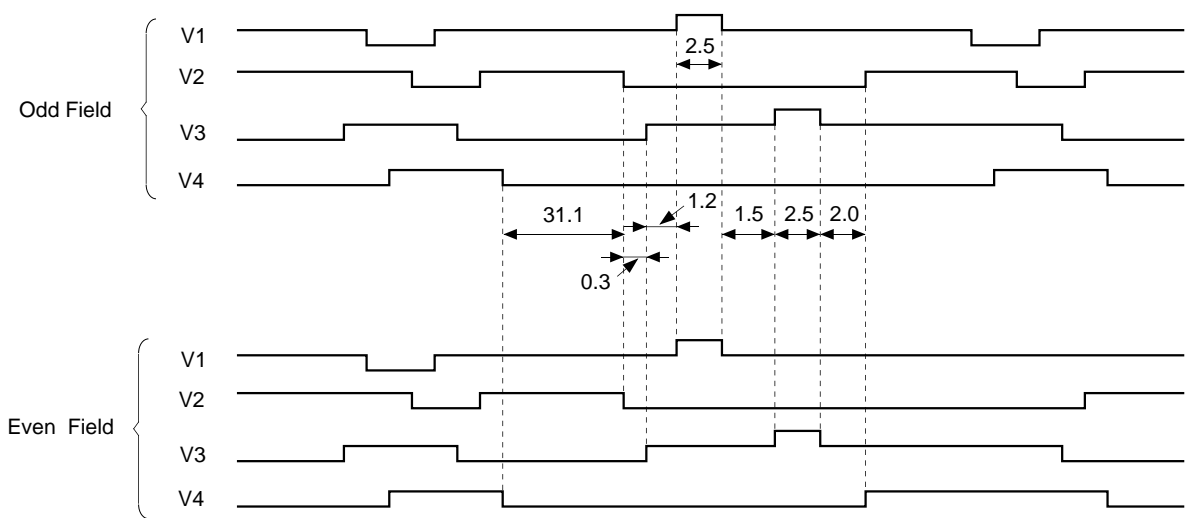 V1
2.5
V2
Odd Field
V3
V4
31.1
1.2
1.5
2.5
2.0
0.3
V1
V2
Even Field
V3
V4